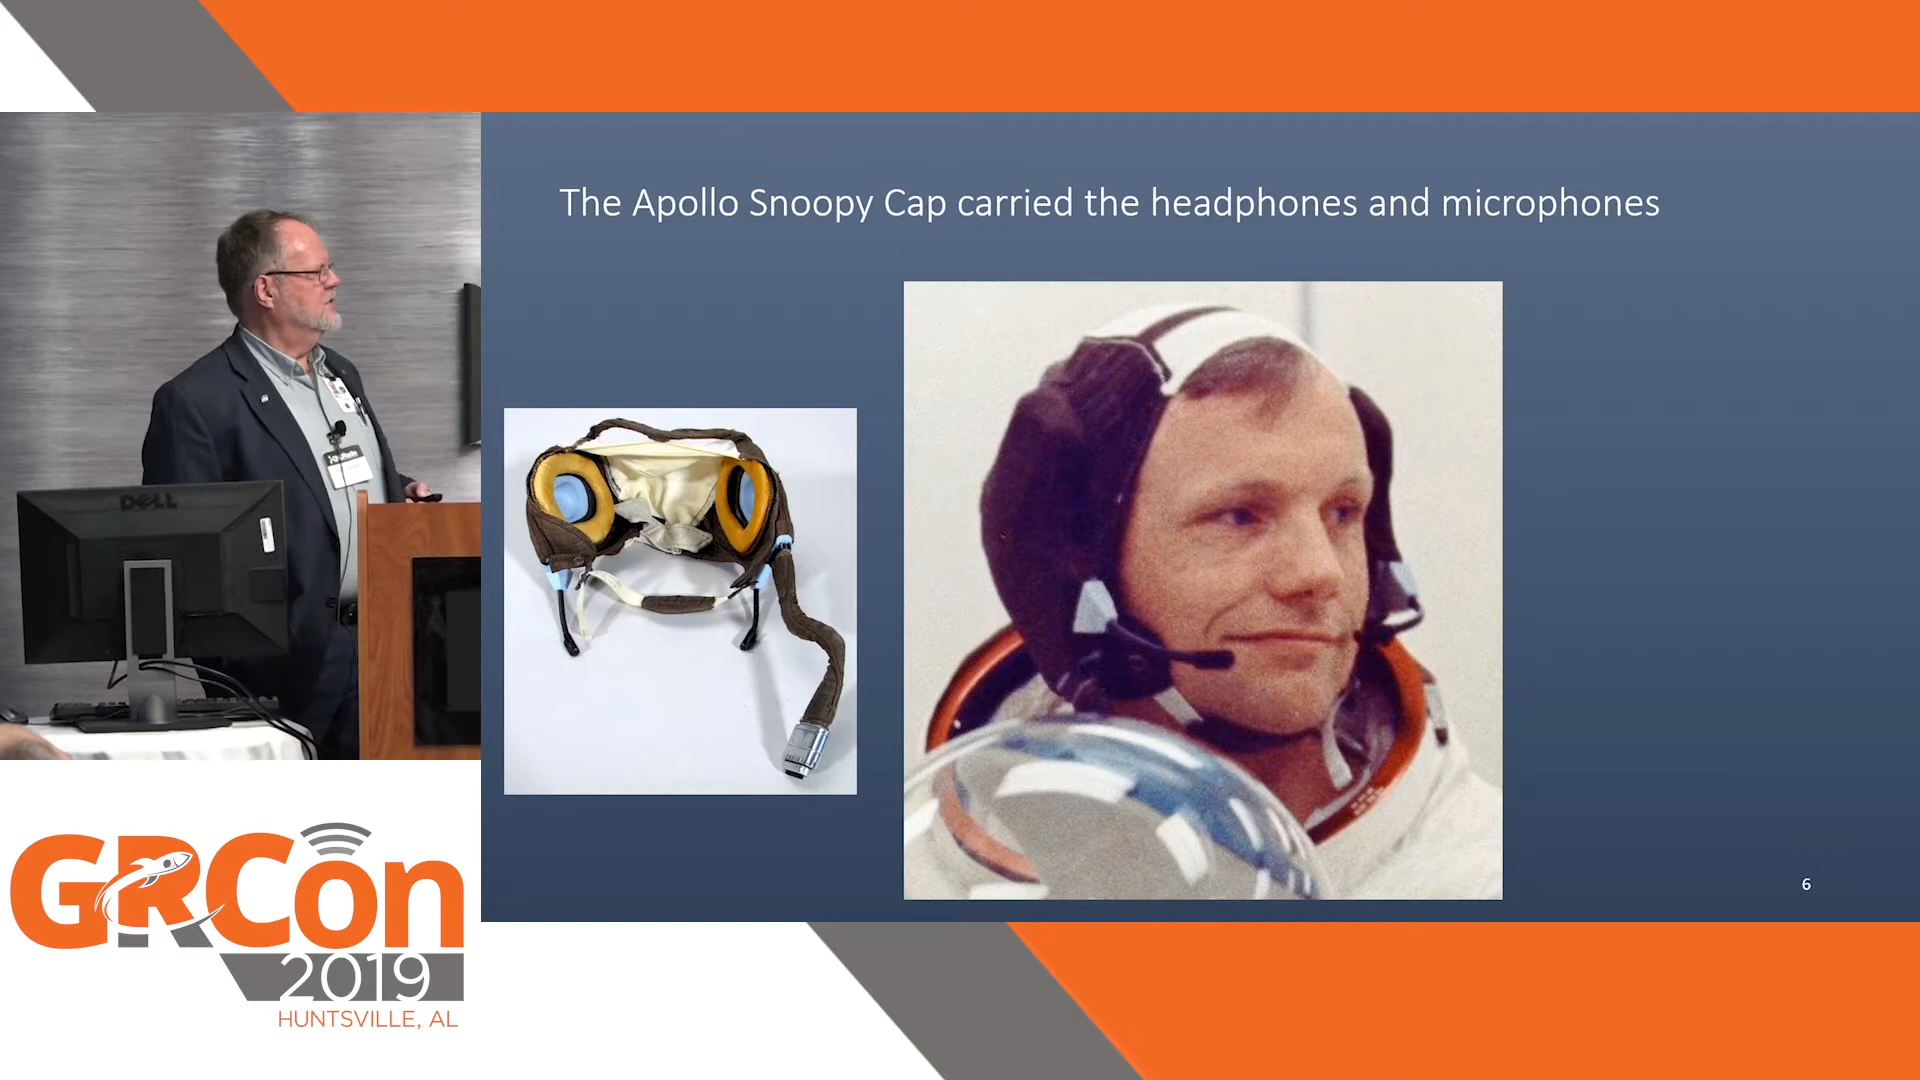 The Apollo Snoopy Cap carried the headphones and microphones
DELL
6
GRCon
2019
HUNTSVILLE, AL